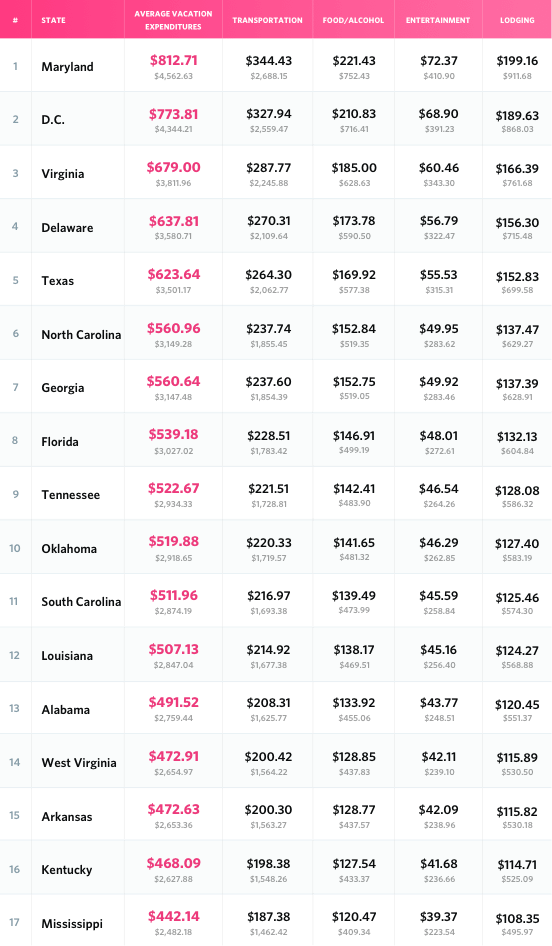 # STATE AVERAGE VACATION EXPENDITURES TRANSPORTATION FOOD/ALCOHOL ENTERTAINMENT LODGING
1 Maryland $812.71 $344.43 $221.43 $72.37 $199.16
$4,562.63 $2,688.15 $752.43 $410.90 $911.68
2 D.C. $773.81 $327.94 $210.83 $68.90 $189.63
$4,344.21 $2,559.47 $716.41 $391.23 $868.03
3 Virginia $679.00 $287.77 $185.00 $60.46 $166.39
$3,811.96 $2,245.88 $628.63 $343.30 $761.68
4 Delaware $637.81 $270.31 $173.78 $56.79 $156.30
$3,580.71 $2,109.64 $590.50 $322.47 $715.48
5 Texas $623.64 $264.30 $169.92 $55.53 $152.83
$3,501.17 $2,062.77 $577.38 $315.31 $699.58
6 North Carolina $560.96 $237.74 $152.84 $49.95 $137.47
$3,149.28 $1,855.45 $519.35 $283.62 $629.27
7 Georgia $560.64 $237.60 $152.75 $49.92 $137.39
$3,147.48 $1,854.39 $519.05 $283.46 $628.91
8 Florida $539.18 $228.51 $146.91 $48.01 $132.13
$3,027.02 $1,783.42 $499.19 $272.61 $604.84
9 Tennessee $522.67 $221.51 $142.41 $46.54 $128.08
$2,934.33 $1,728.81 $483.90 $264.26 $586.32
10 Oklahoma $519.88 $220.33 $141.65 $46.29 $127.40
$2,918.65 $1,719.57 $481.32 $262.85 $583.19
11 South Carolina $511.96 $216.97 $139.49 $45.59 $125.46
$2,874.19 $1,693.38 $473.99 $258.84 $574.30
12 Louisiana $507.13 $214.92 $138.17 $45.16 $124.27
$2,847.04 $1,677.38 $469.51 $256.40 $568.88
13 Alabama $491.52 $208.31 $133.92 $43.77 $120.45
$2,759.44 $1,625.77 $455.06 $248.51 $551.37
14 West Virginia $472.91 $200.42 $128.85 $42.11 $115.89
$2,654.97 $1,564.22 $437.83 $239.10 $530.50
15 Arkansas $472.63 $200.30 $128.77 $42.09 $115.82
$2,653.36 $1,563.27 $437.57 $238.96 $530.18
16 Kentucky $468.09 $198.38 $127.54 $41.68 $114.71
$2,627.88 $1,548.26 $433.37 $236.66 $525.09
17 Mississippi $442.14 $187.38 $120.47 $39.37 $108.35
$2,482.18 $1,462.42 $409.34 $223.54 $495.97